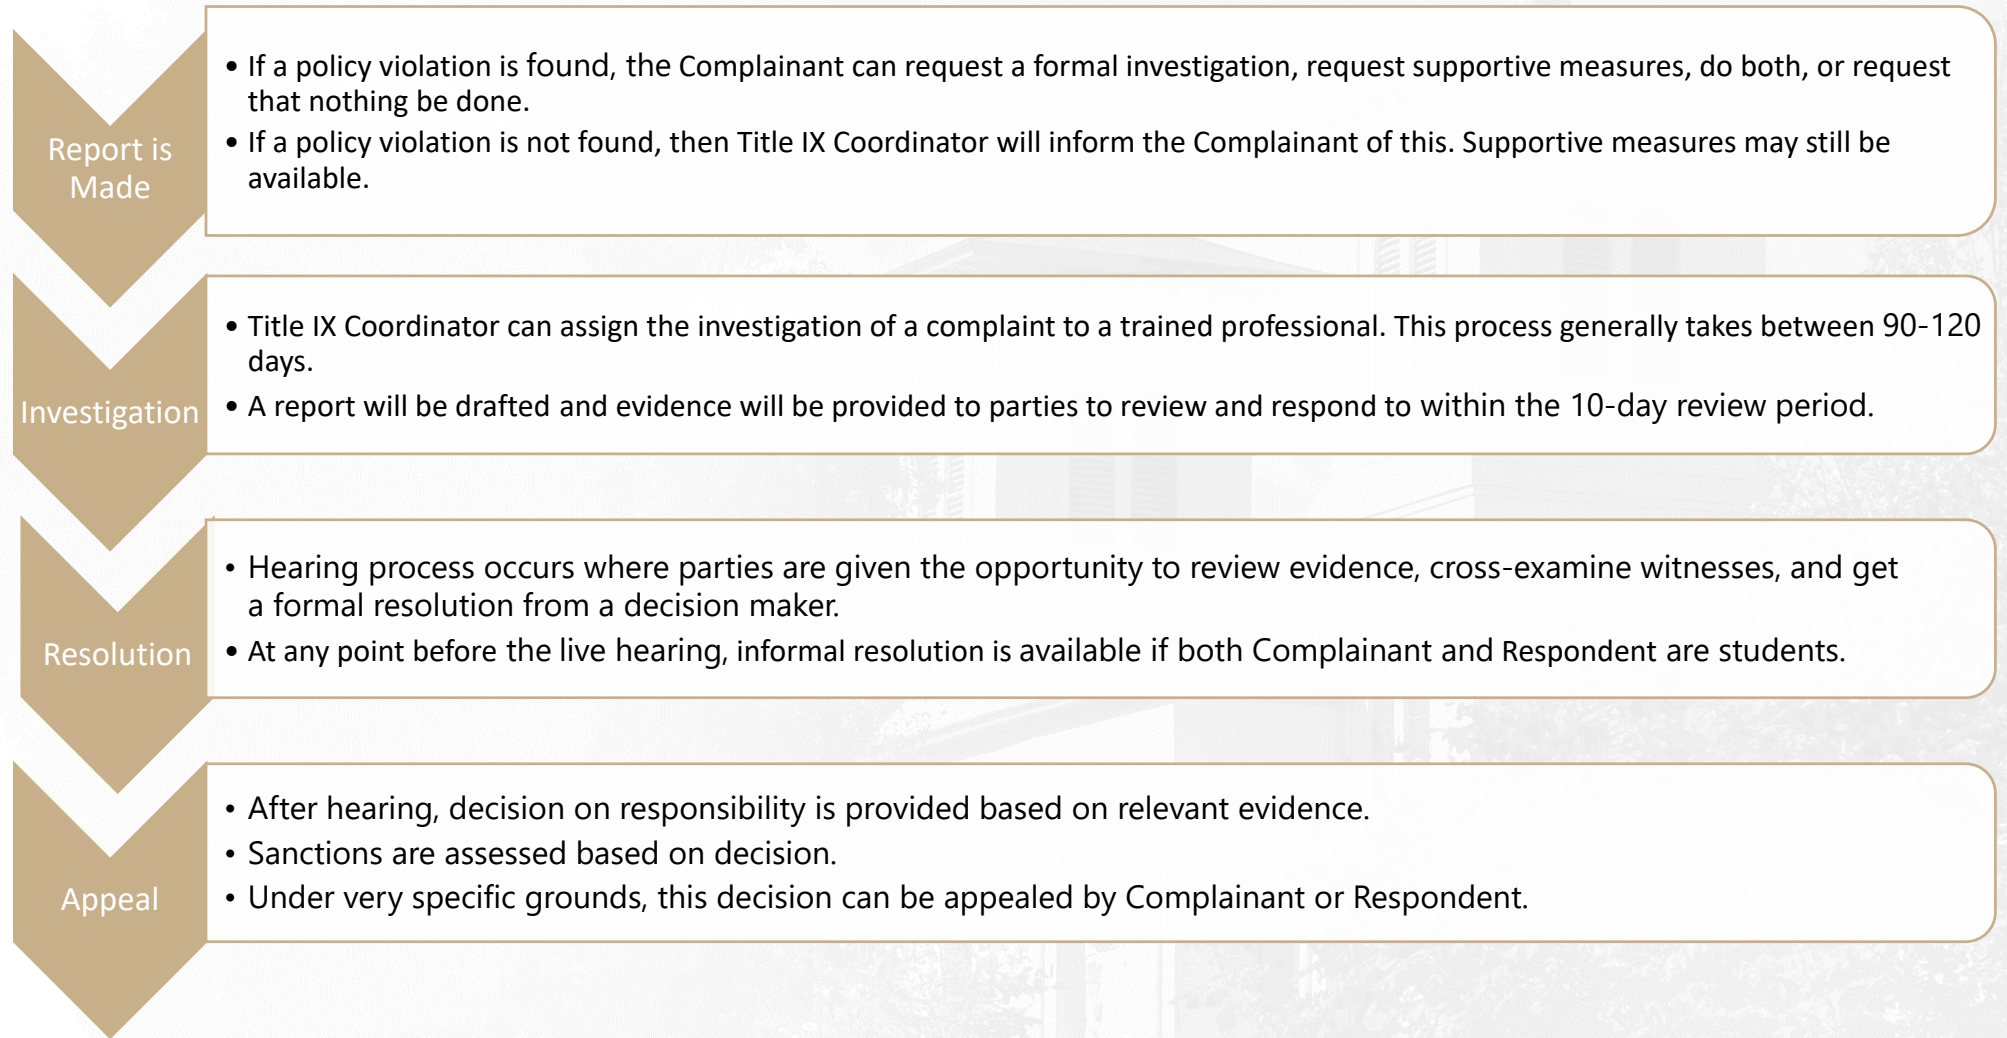 Report is
Made
• If a policy violation is found, the Complainant can request a formal investigation, request supportive measures, do both, or request
that nothing be done.
• If a policy violation is not found, then Title IX Coordinator will inform the Complainant of this. Supportive measures may still be
available.
Investigation
• Title IX Coordinator can assign the investigation of a complaint to a trained professional. This process generally takes between 90-120
days.
• A report will be drafted and evidence will be provided to parties to review and respond to within the 10-day review period.
Resolution
• Hearing process occurs where parties are given the opportunity to review evidence, cross-examine witnesses, and get
a formal resolution from a decision maker.
• At any point before the live hearing, informal resolution is available if both Complainant and Respondent are students.
Appeal
• After hearing, decision on responsibility is provided based on relevant evidence.
• Sanctions are assessed based on decision.
• Under very specific grounds, this decision can be appealed by Complainant or Respondent.